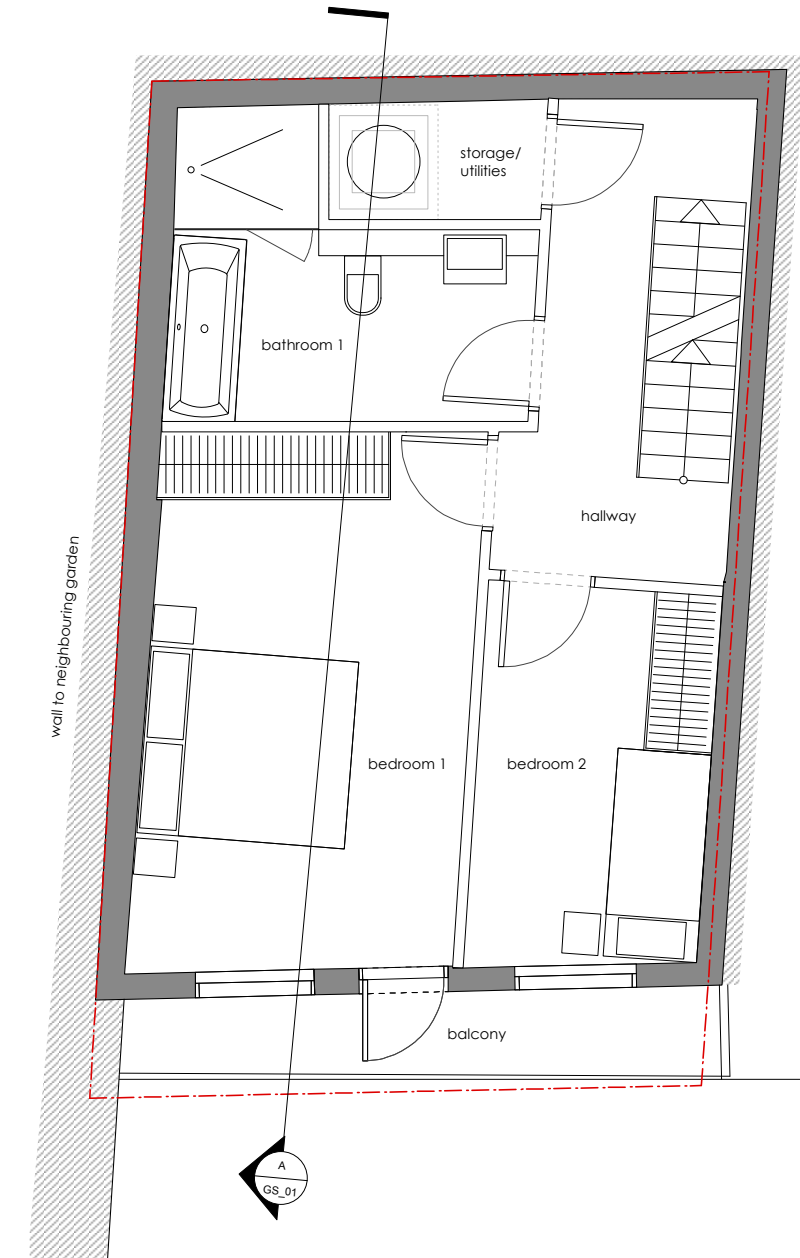 storage/
utilities
bathroom 1
hallway
wall to neighbouring garden
bedroom 1
bedroom 2
balcony
A
GS_01